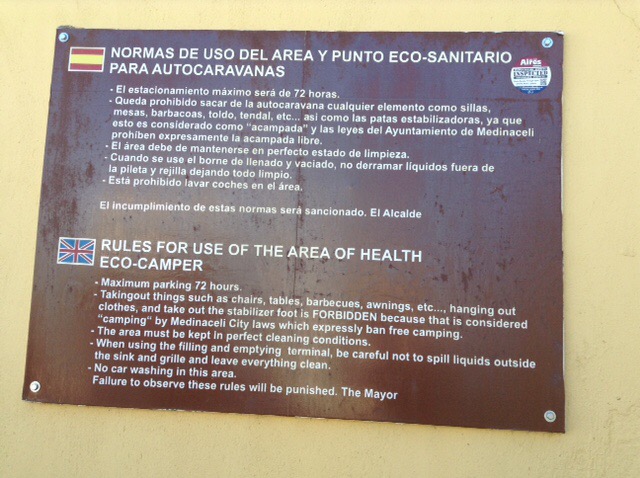 NORMAS DE USO DEL AREA Y PUNTO ECO-SANITARIO
PARA AUTOCARAVANAS
- El estacionamiento máximo será de 72 horas.
- Queda prohibido sacar de la autocaravana cualquier elemento como sillas,
mesas, barbacoas, toldo, tendal, etc... asi como las patas estabilizadoras, ya que
esto es considerado como “acampada” y las leyes del Ayuntamiento de Medinaceli
prohíben expresamente la acampada libre.
- El área debe de mantenerse en perfecto estado de limpieza.
- Cuando se use el borne de llenado y vaciado, no derramar líquidos fuera de
la pileta y rejilla dejando todo limpio.
- Está prohibido lavar coches en el área.
El incumplimiento de estas normas será sancionado. El Alcalde
RULES FOR USE OF THE AREA OF HEALTH
ECO-CAMPER
- Maximum parking 72 hours.
- Takingout things such as chairs, tables, barbecues, awnings, etc..., hanging out
clothes, and take out the stabilizer foot is FORBIDDEN because that is considered
“camping” by Medinaceli City laws which expressly ban free camping.
- The area must be kept in perfect cleaning conditions.
- When using the filling and emptying terminal, be careful not to spill liquids outside
the sink and grille and leave everything clean.
- No car washing in this area.
Failure to observe these rules will be punished. The Mayor